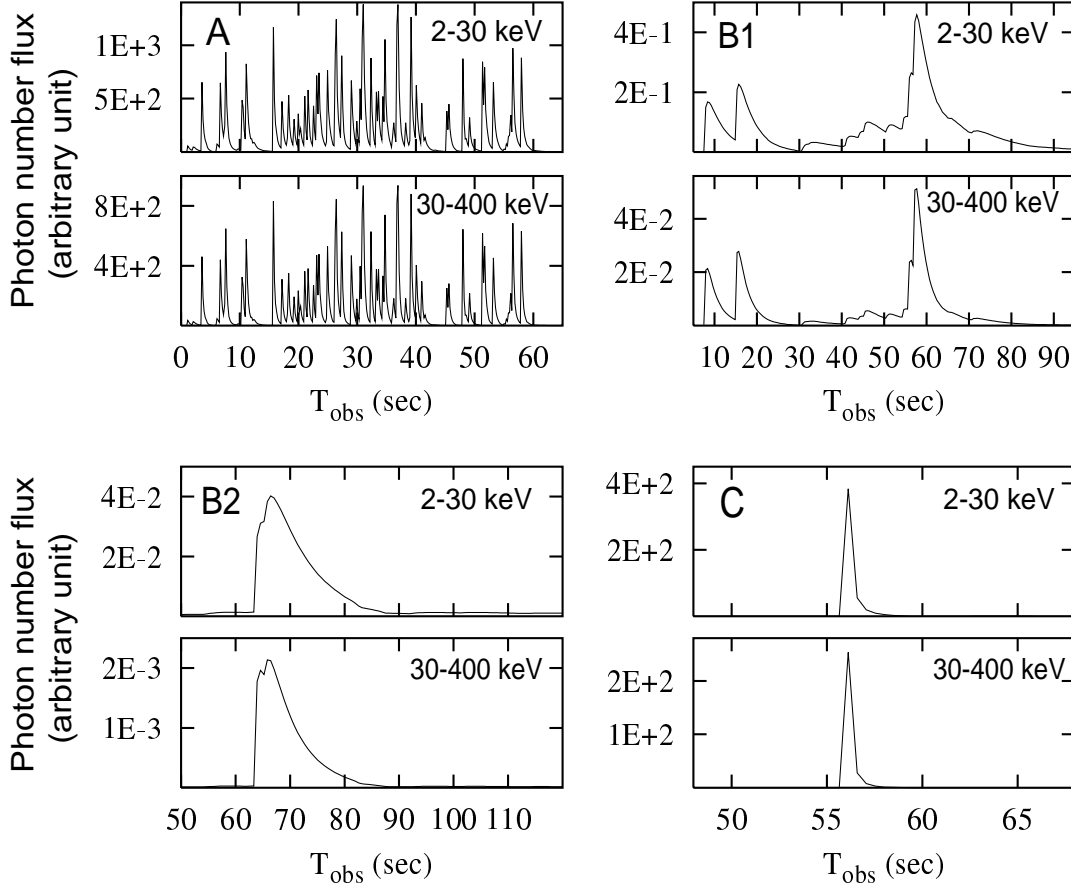 Photon number flux
(arbitrary unit)
A
2-30 keV
1E+3
5E+2
30-400 keV
8E+2
4E+2
0 10 20 30 40 50 60
T_obs (sec)
B1
2-30 keV
4E-1
2E-1
30-400 keV
4E-2
2E-2
10 20 30 40 50 60 70 80 90
T_obs (sec)
Photon number flux
(arbitrary unit)
B2
2-30 keV
4E-2
2E-2
30-400 keV
2E-3
1E-3
50 60 70 80 90 100 110
T_obs (sec)
C
2-30 keV
4E+2
2E+2
30-400 keV
2E+2
1E+2
50 55 60 65
T_obs (sec)